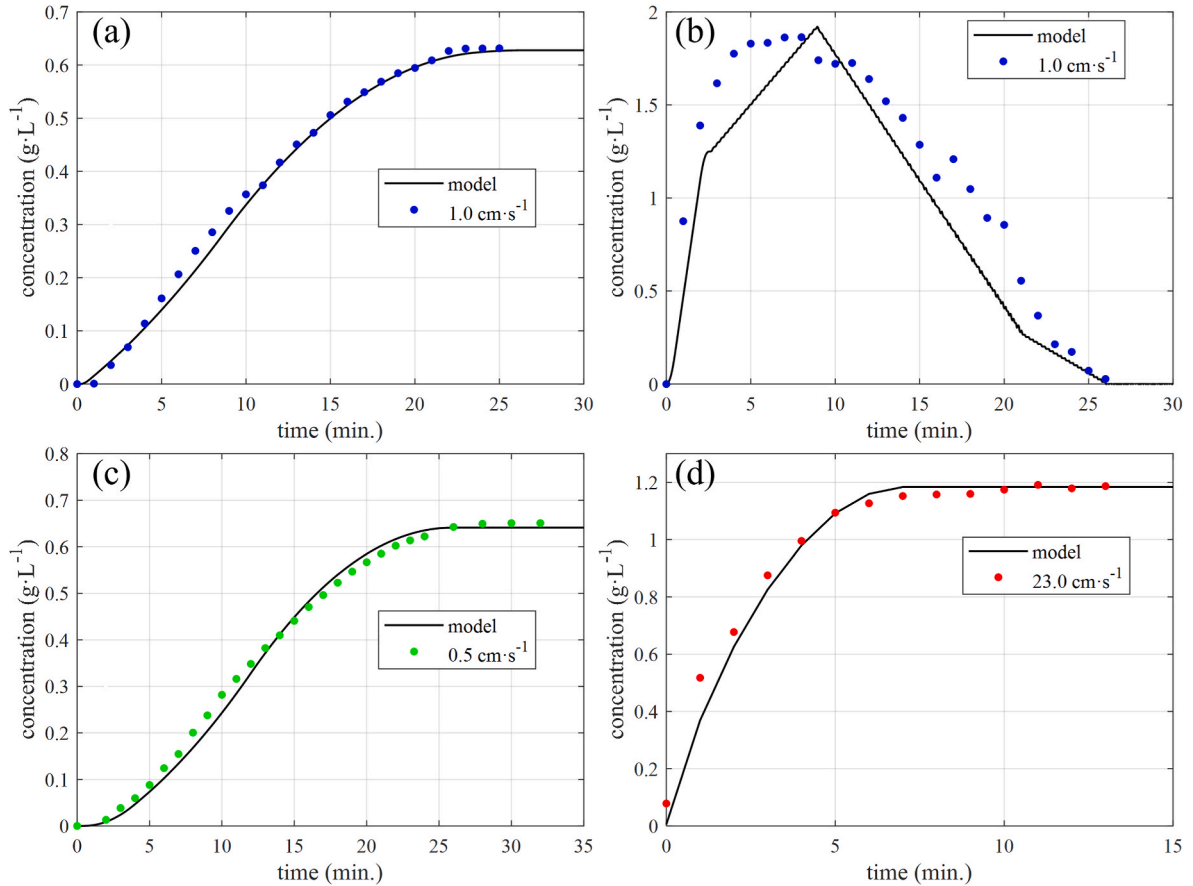 (a)
0.7
0.6
0.5
0.4
0.3
0.2
0.1
0
0 5 10 15 20 25 30
concentration (g·L⁻¹)
time (min.)
model
1.0 cm·s⁻¹
(b)
2
1.5
1
0.5
0
0 5 10 15 20 25 30
concentration (g·L⁻¹)
time (min.)
model
1.0 cm·s⁻¹
(c)
0.8
0.7
0.6
0.5
0.4
0.3
0.2
0.1
0
0 5 10 15 20 25 30 35
concentration (g·L⁻¹)
time (min.)
model
0.5 cm·s⁻¹
(d)
1.2
1
0.8
0.6
0.4
0.2
0
0 5 10 15
concentration (g·L⁻¹)
time (min.)
model
23.0 cm·s⁻¹